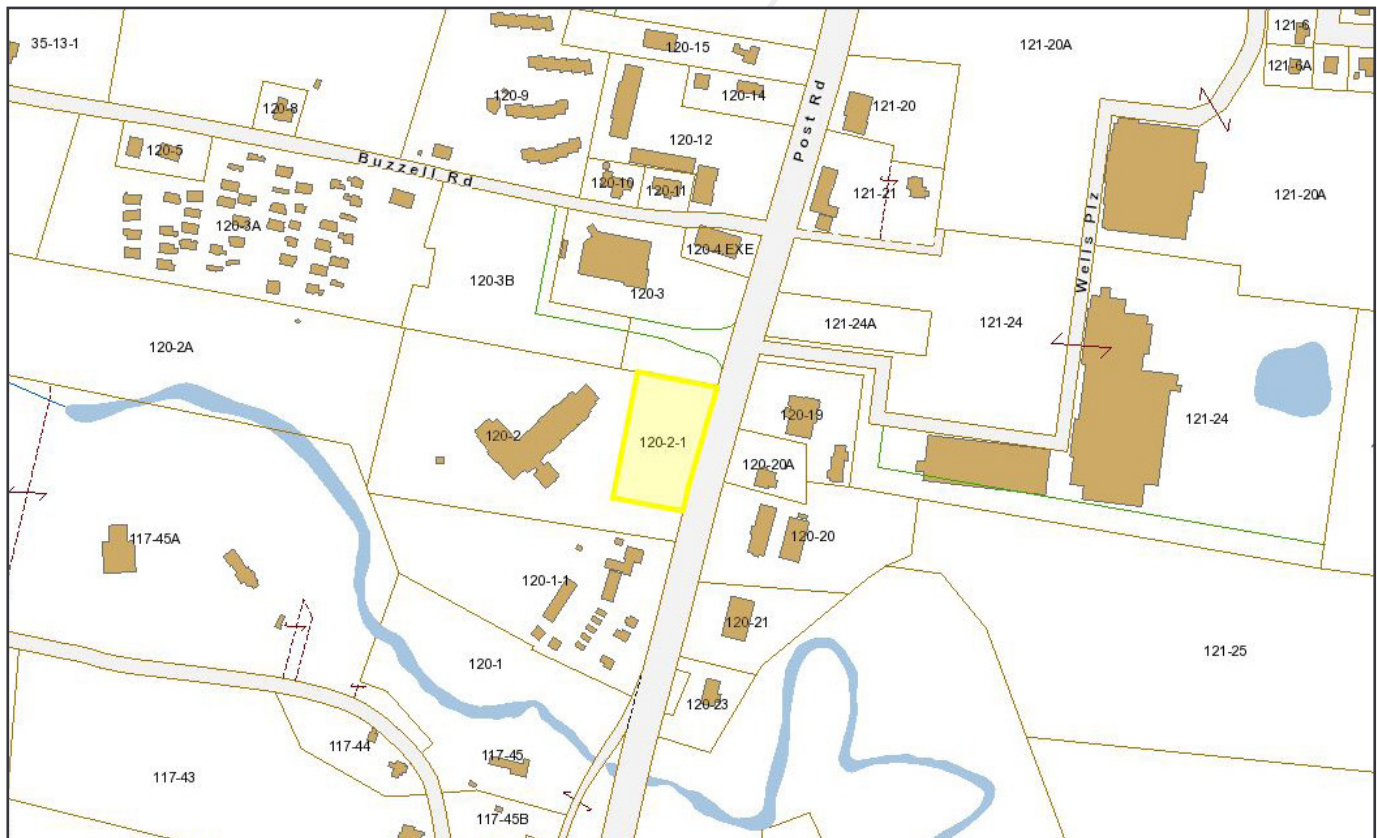 35-13-1
120-15
121-6
121-20A
121-6A
120-8
120-9
120-14
121-20
120-12
Post Rd
120-5
Buzzell Rd
120-10
120-11
121-21
121-20A
120-3A
Wells Plz
120-4.EXE
120-3B
120-3
121-24A
121-24
120-2A
120-2
120-2-1
120-19
121-24
120-20A
117-45A
120-20
120-1-1
120-21
120-1
121-25
120-23
117-44
117-45
117-43
117-45B